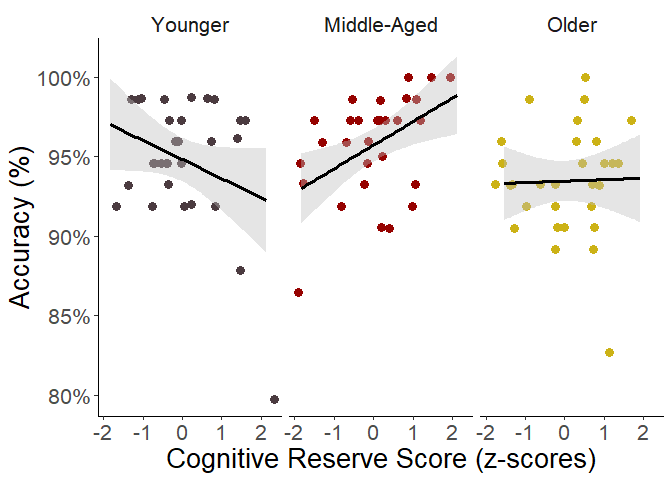 Younger Middle-Aged Older
100%
95%
90%
85%
80%
Accuracy (%)
-2 -1 0 1 2 -2 -1 0 1 2 -2 -1 0 1 2
Cognitive Reserve Score (z-scores)